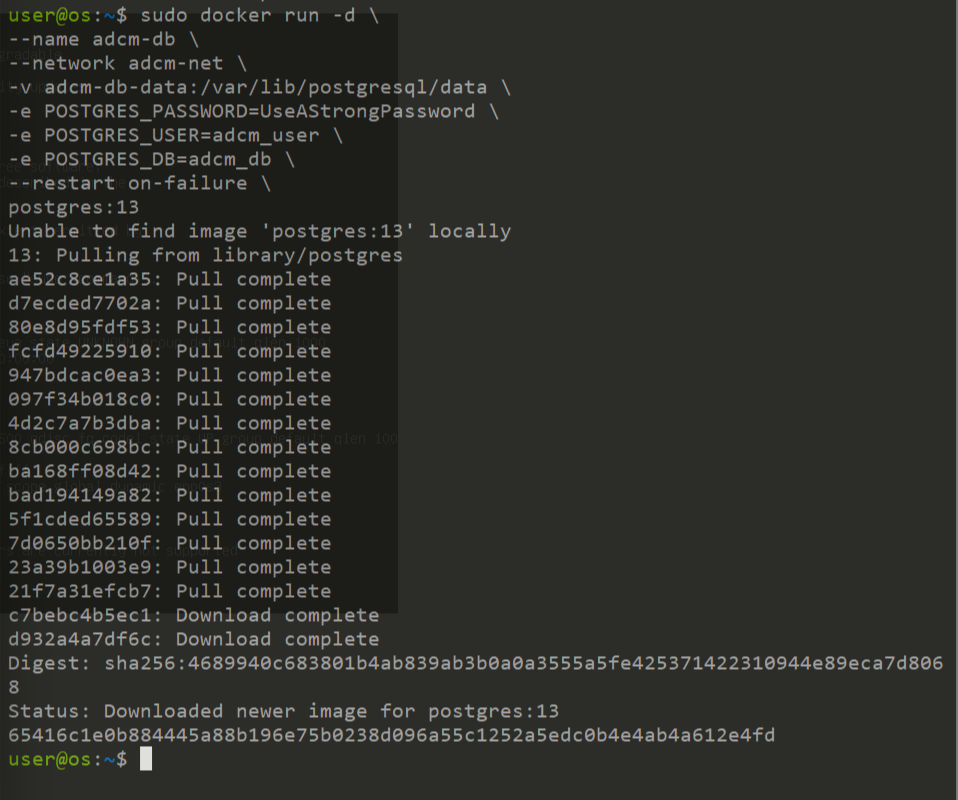 user@os:~$ sudo docker run -d \
--name adcm-db \
--network adcm-net \
-v adcm-db-data:/var/lib/postgresql/data \
-e POSTGRES_PASSWORD=UseAStrongPassword \
-e POSTGRES_USER=adcm_user \
-e POSTGRES_DB=adcm_db \
--restart on-failure \
postgres:13
Unable to find image 'postgres:13' locally
13: Pulling from library/postgres
ae52c8ce1a35: Pull complete
d7ecded7702a: Pull complete
80e8d95fdf53: Pull complete
fcfd49225910: Pull complete
947bdcac0ea3: Pull complete
097f34b018c0: Pull complete
4d2c7a7b3dba: Pull complete
8cb000c698bc: Pull complete
ba168ff08d42: Pull complete
bad194149a82: Pull complete
5f1cded65589: Pull complete
7d0650bb210f: Pull complete
23a39b1003e9: Pull complete
21f7a31efcb7: Pull complete
c7bebc4b5ec1: Download complete
d932a4a7df6c: Download complete
Digest: sha256:4689940c683801b4ab839ab3b0a0a3555a5fe425371422310944e89eca7d806
8
Status: Downloaded newer image for postgres:13
65416c1e0b884445a88b196e75b0238d096a55c1252a5edc0b4e4ab4a612e4fd
user@os:~$